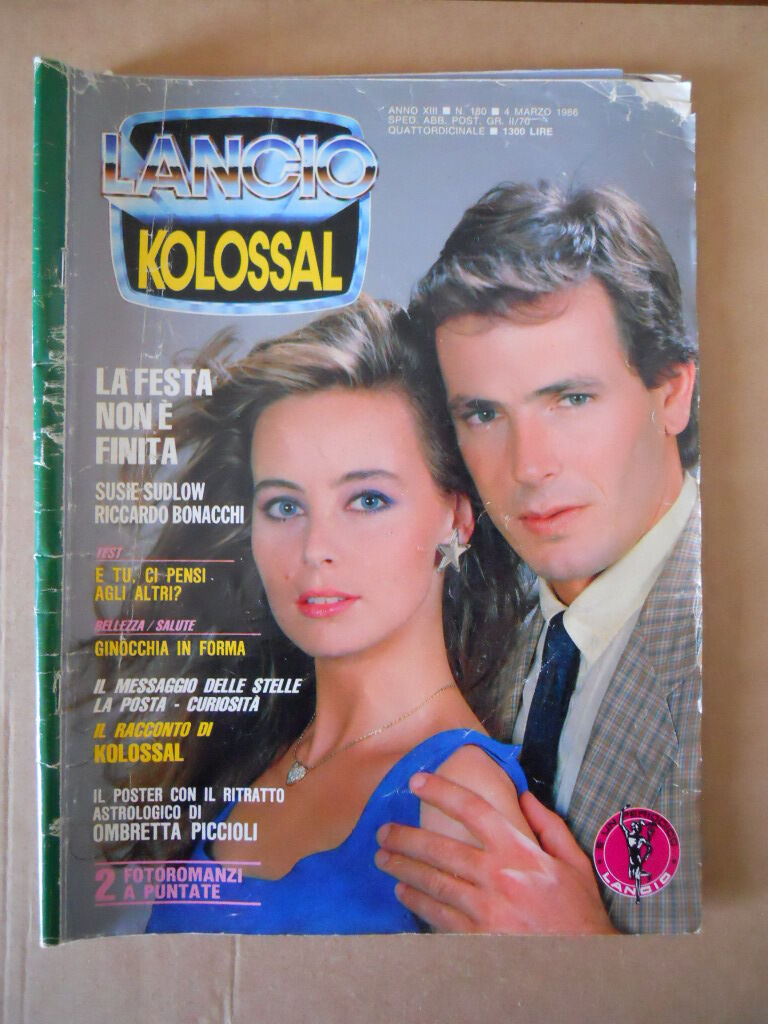 ANNO XIII ■ N. 180 ■ 4 MARZO 1986
SPED. ABB. POST. GR. II/70
QUATTORDICINALE ■ 1300 LIRE
LANCIO
KOLOSSAL
LA FESTA
NON È
FINITA
SUSIE SUDLOW
RICCARDO BONACCHI
TEST
E TU, CI PENSI
AGLI ALTRI?
BELLEZZA / SALUTE
GINOCCHIA IN FORMA
IL MESSAGGIO DELLE STELLE
LA POSTA - CURIOSITÀ
IL RACCONTO DI
KOLOSSAL
IL POSTER CON IL RITRATTO
ASTROLOGICO DI
OMBRETTA PICCIOLI
2 FOTOROMANZI
A PUNTATE
È UN PERIODICO
LANCIO